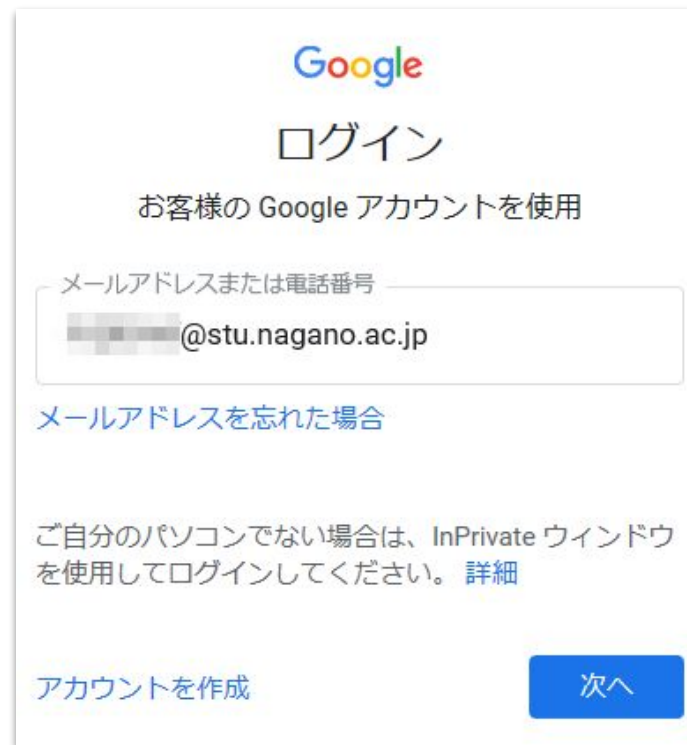 Google
ログイン
お客様の Google アカウントを使用
メールアドレスまたは電話番号
@stu.nagano.ac.jp
メールアドレスを忘れた場合
ご自分のパソコンでない場合は、InPrivate ウィンドウ
を使用してログインしてください。 詳細
アカウントを作成
次へ